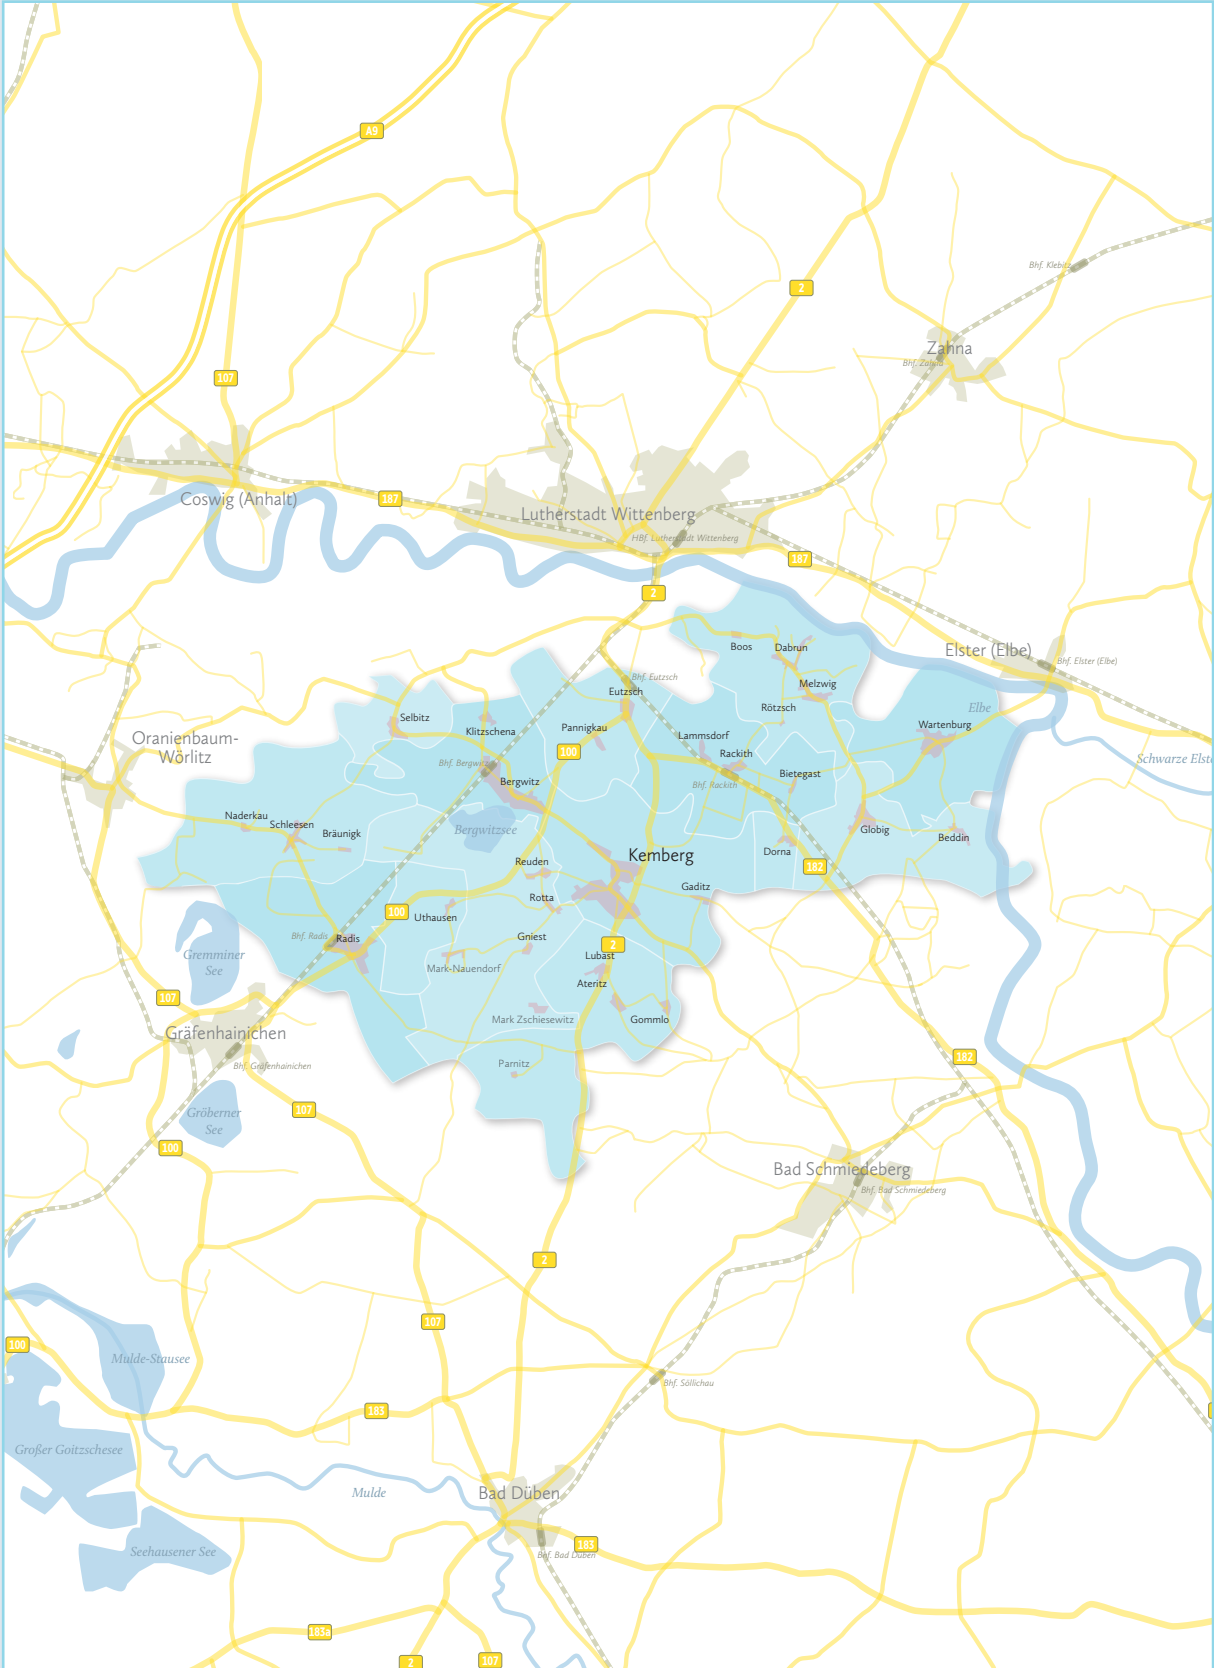 A9
Bhf. Klebitz
2
Zahna
Bhf. Zahna
107
Coswig (Anhalt)
187
Lutherstadt Wittenberg
HBf. Lutherstadt Wittenberg
187
2
Boos
Dabrun
Elster (Elbe)
Bhf. Elster (Elbe)
Bhf. Eutzsch
Eutzsch
Melzwig
Rötzsch
Elbe
Selbitz
Klitzschena
Pannigkau
Wartenburg
Lammsdorf
Oranienbaum-
Wörlitz
100
Rackith
Schwarze Elst
Bhf. Bergwitz
Bergwitz
Bhf. Rackith
Bietegast
Naderkau
Schleesen
Bräunigk
Bergwitzsee
Globig
Beddin
Kemberg
Dorna
Reuden
182
Gaditz
Rotta
100
Uthausen
Bhf. Radis
Radis
Gniest
2
Lubast
Gremminer
See
Mark-Nauendorf
Ateritz
107
Mark Zschiesewitz
Gommlo
Gräfenhainichen
Bhf. Gräfenhainichen
Parnitz
182
107
Gröberner
See
100
Bad Schmiedeberg
Bhf. Bad Schmiedeberg
2
107
100
Mulde-Stausee
Bhf. Söllichau
183
Großer Goitzschesee
Mulde
Bad Düben
183
Bhf. Bad Düben
Seehausener See
183a
2
107